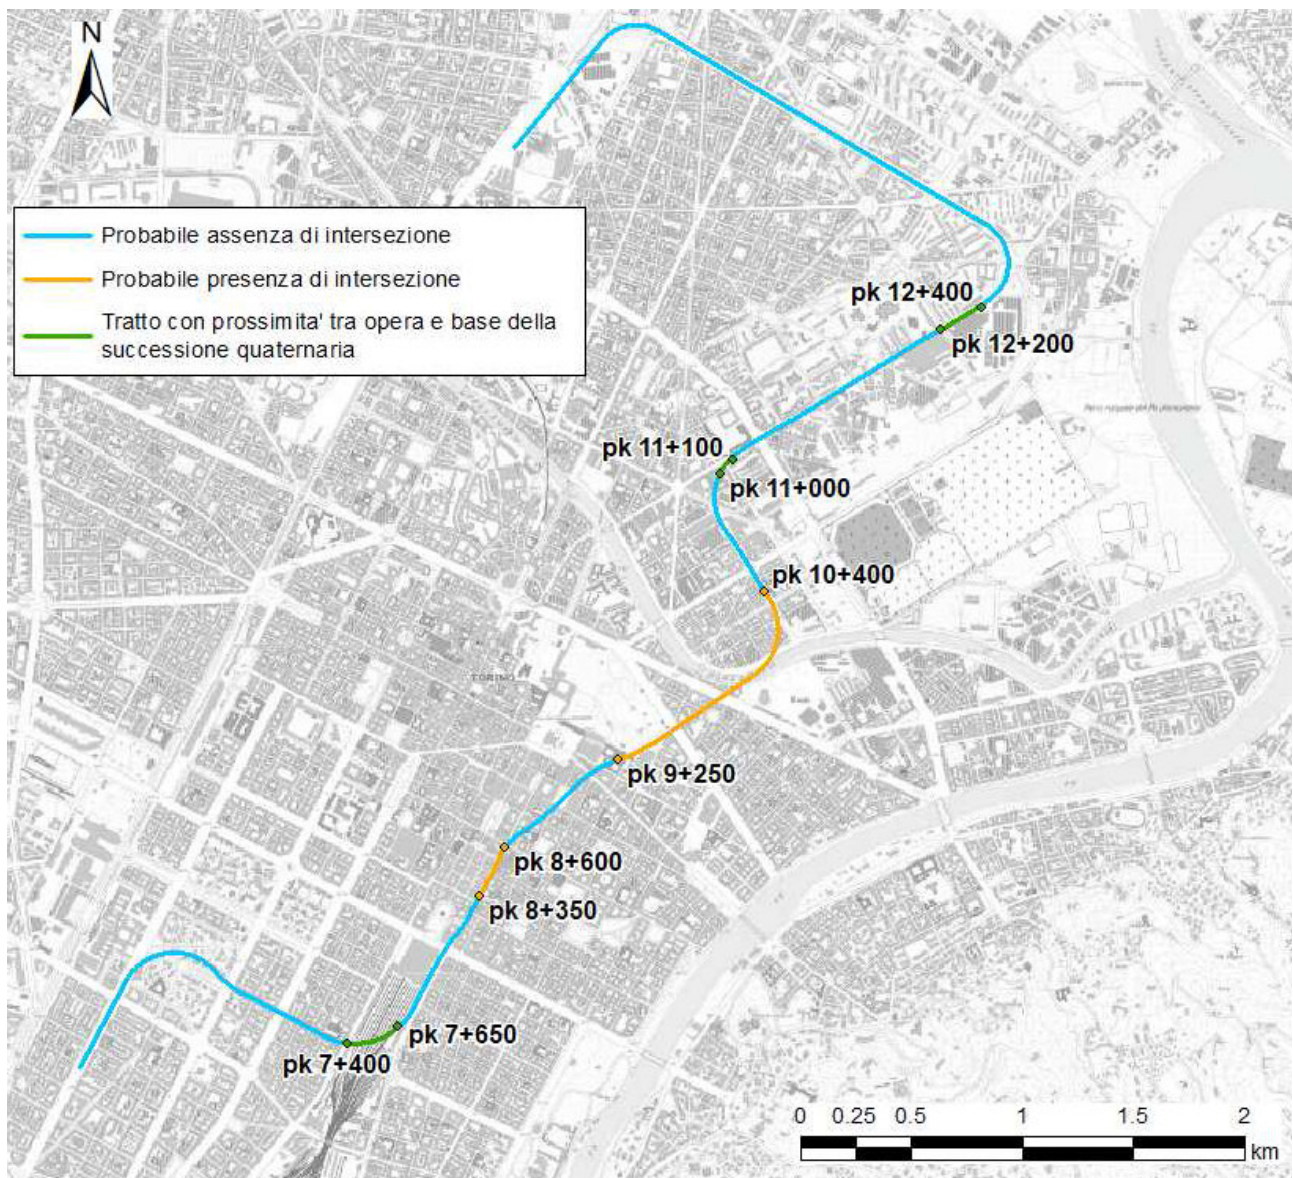 N
Probabile assenza di intersezione
Probabile presenza di intersezione
Tratto con prossimita' tra opera e base della
successione quaternaria
pk 12+400
pk 12+200
pk 11+100
pk 11+000
pk 10+400
TORINO
pk 9+250
pk 8+600
pk 8+350
pk 7+650
pk 7+400
0 0.25 0.5 1 1.5 2
km